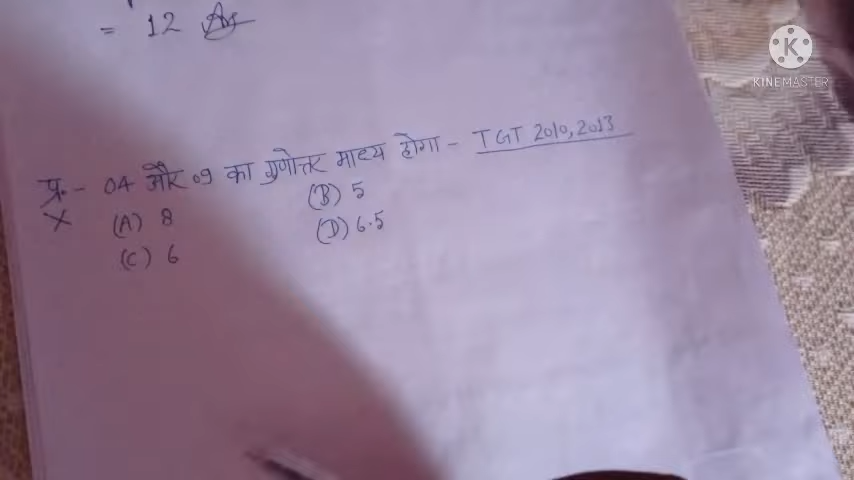 = 12 Ans
प्र.- 04 और 09 का गुणोत्तर माध्य होगा - TGT 2010, 2013
X (A) 8 (B) 5
(C) 6 (D) 6.5
K
KINEMASTER